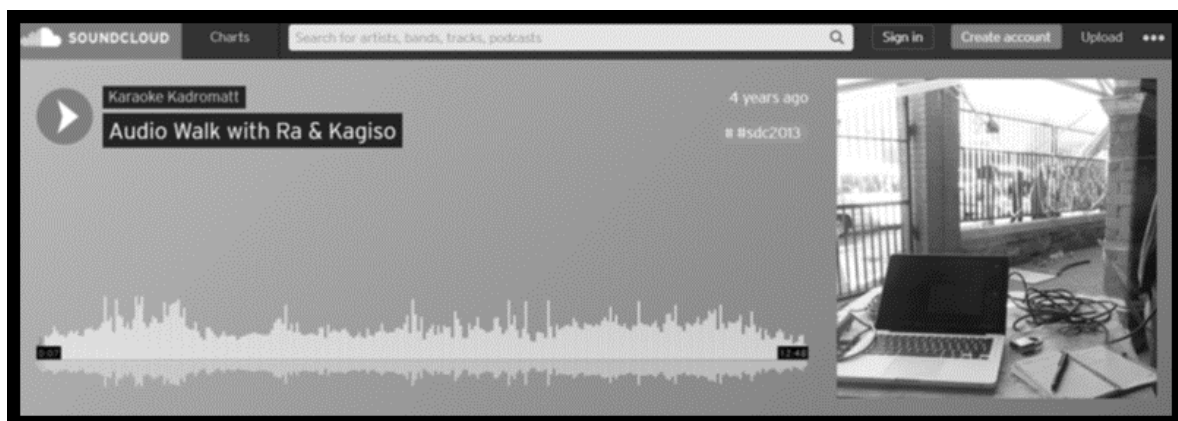 SOUNDCLOUD Charts Search for artists, bands, tracks, podcasts Sign in Create account Upload
Karaoke Kadromatt 4 years ago
Audio Walk with Ra & Kagiso # #sdc2013
0:07 12:48